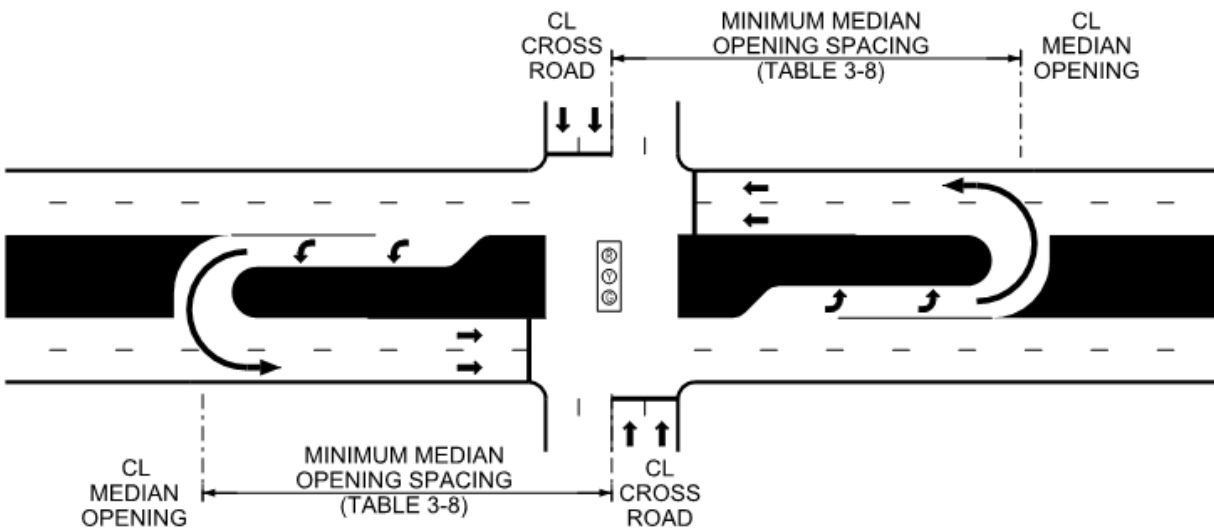 CL
CROSS
ROAD
MINIMUM MEDIAN
OPENING SPACING
(TABLE 3-8)
CL
MEDIAN
OPENING
R
Y
G
CL
MEDIAN
OPENING
MINIMUM MEDIAN
OPENING SPACING
(TABLE 3-8)
CL
CROSS
ROAD